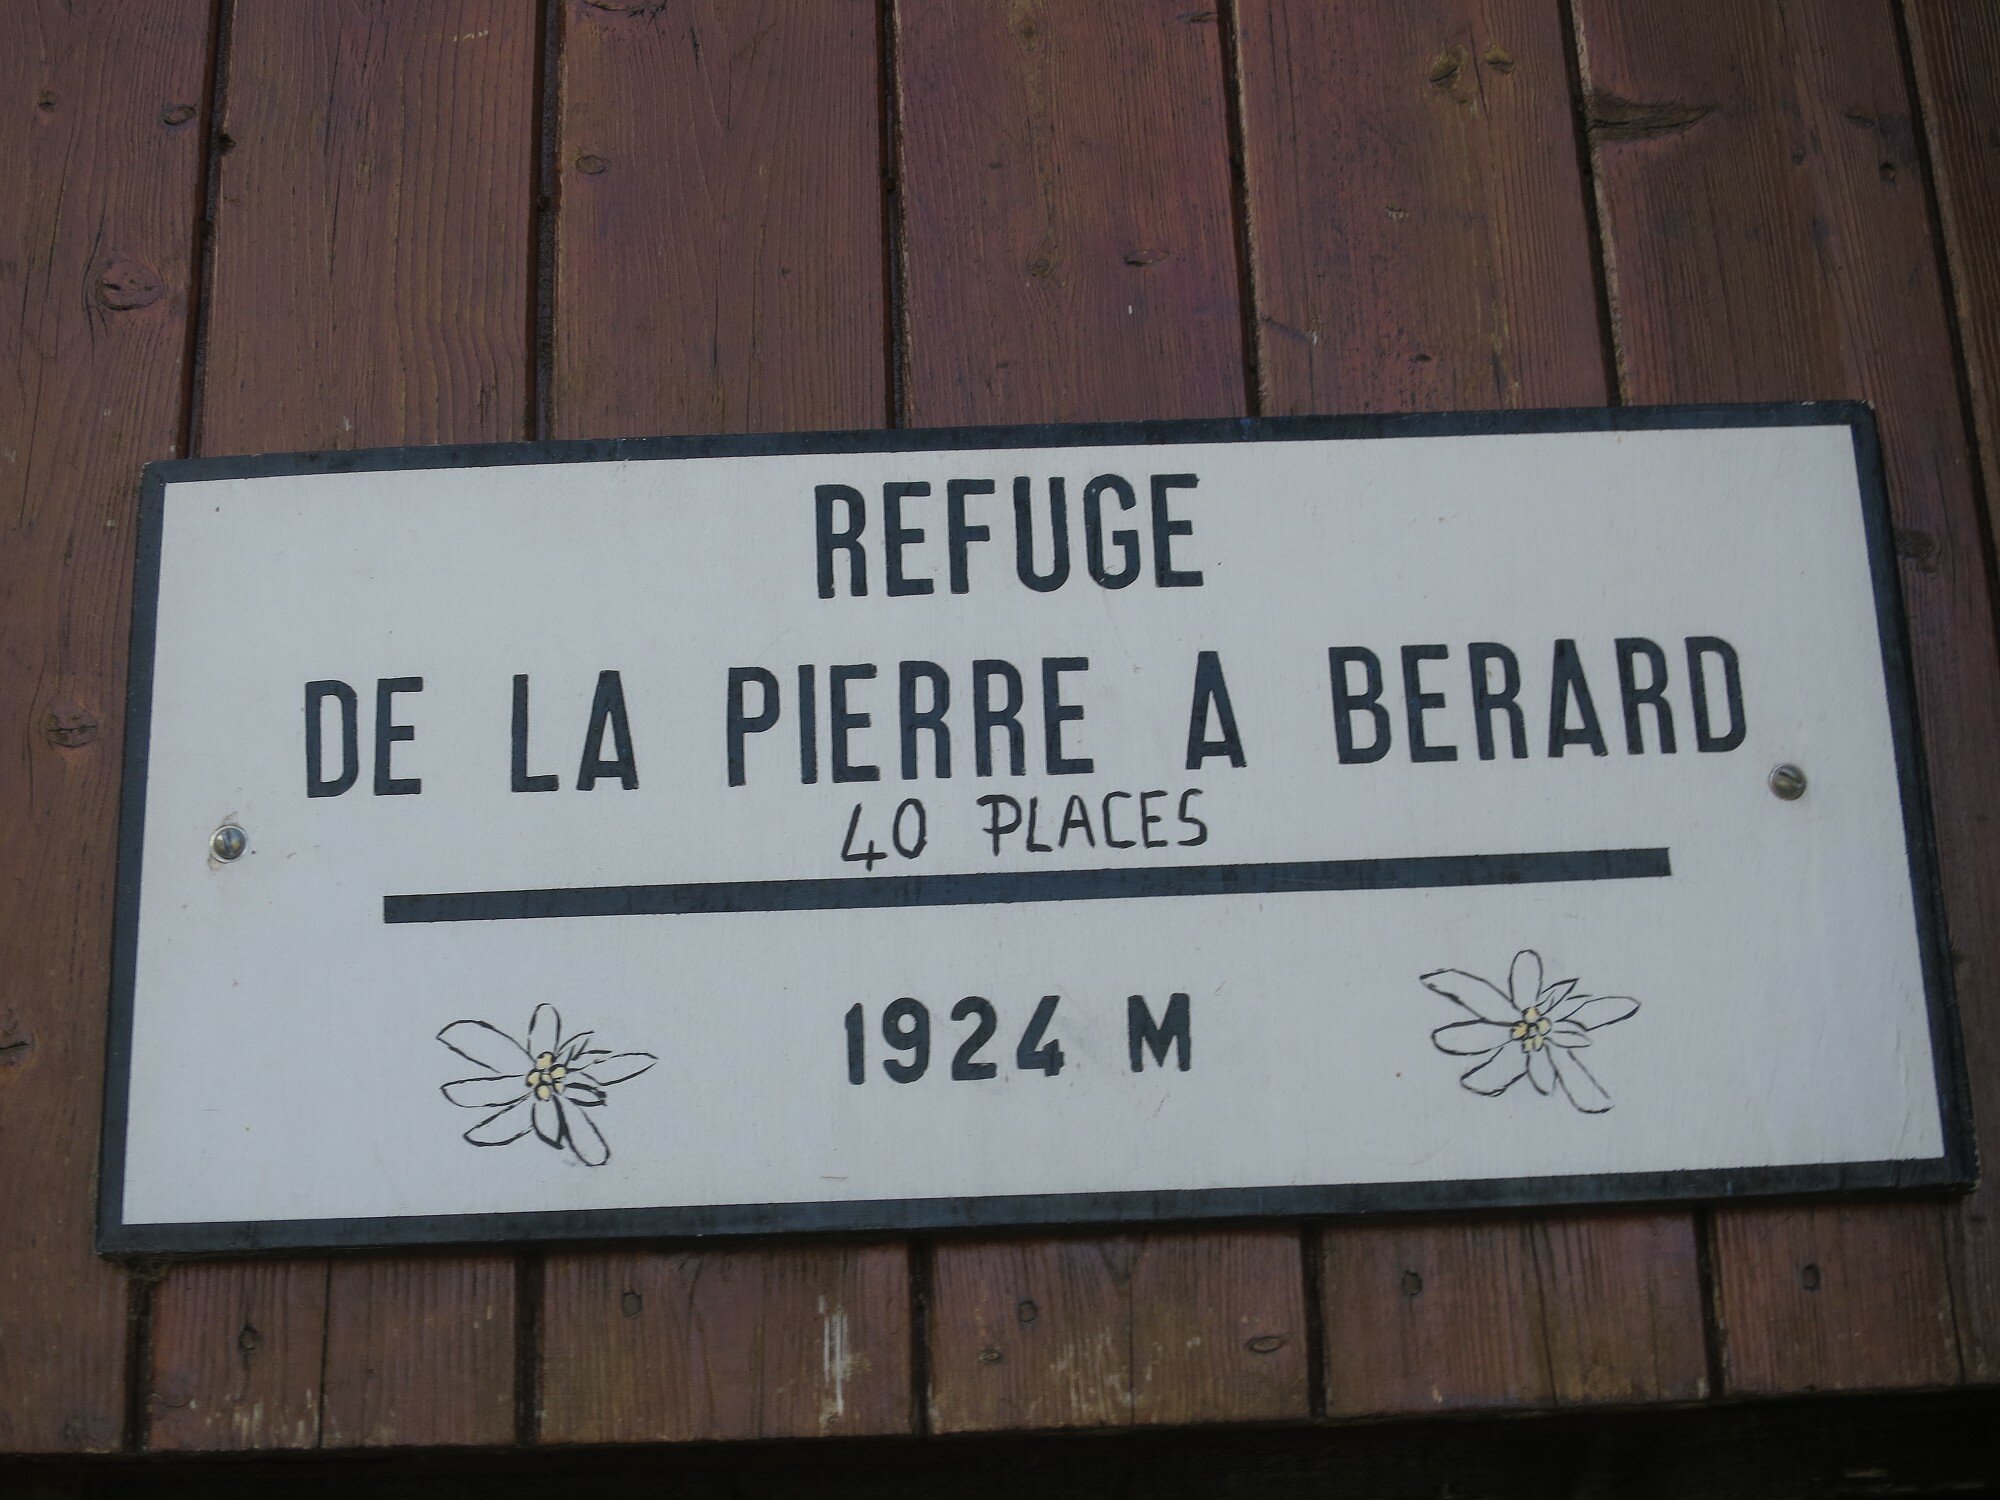 REFUGE
DE LA PIERRE A BERARD
40 PLACES
1924 M